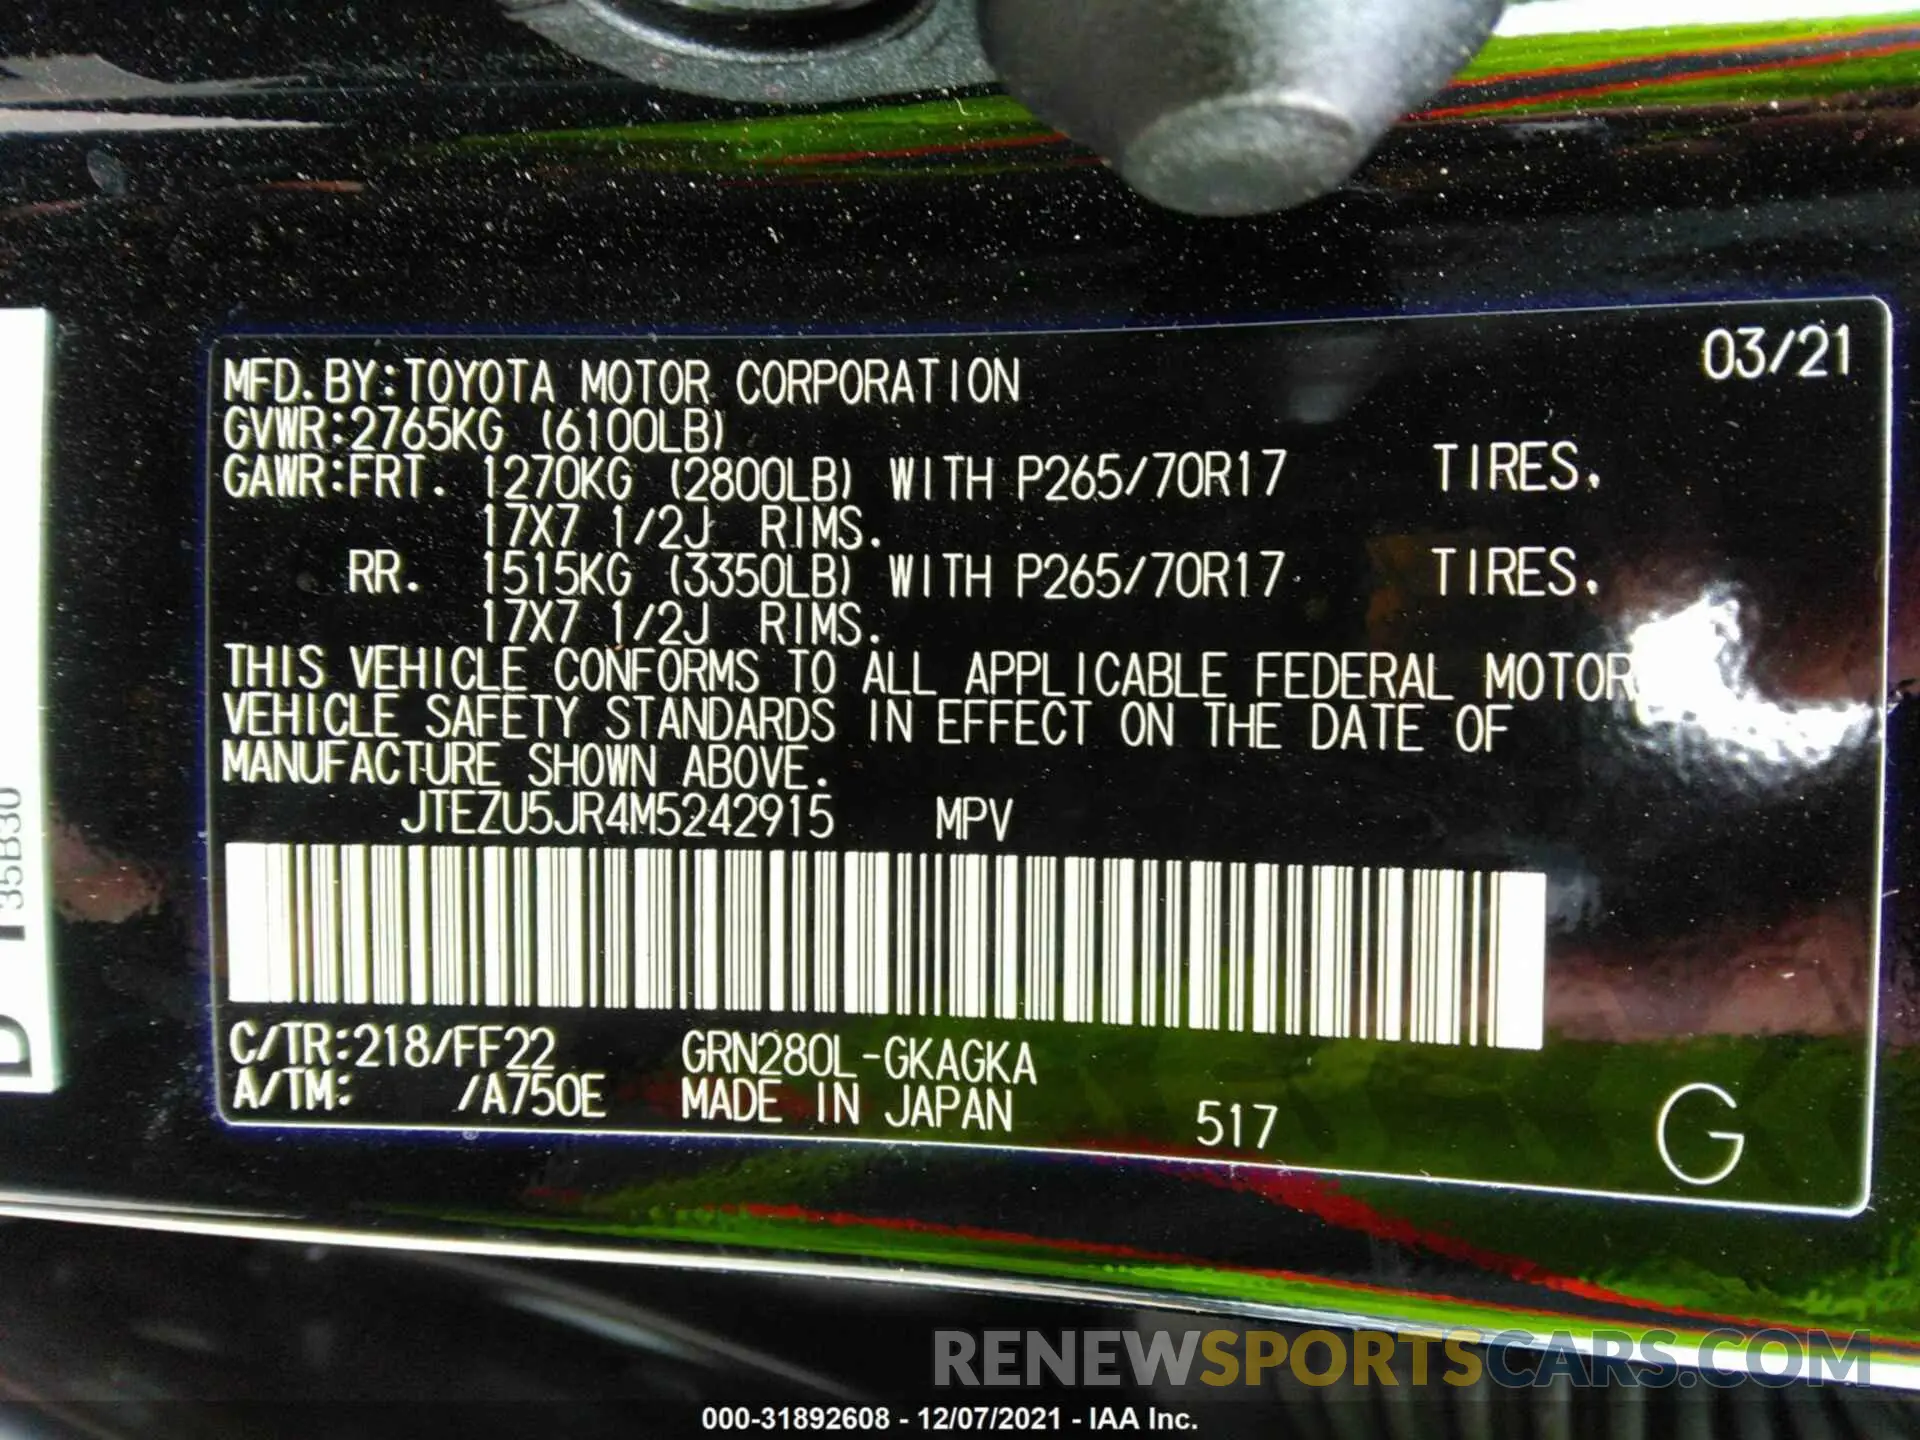 03/21
MFD.BY:TOYOTA MOTOR CORPORATION
GVWR:2765KG (6100LB)
GAWR:FRT. 1270KG (2800LB) WITH P265/70R17 TIRES,
17X7 1/2J RIMS.
RR. 1515KG (3350LB) WITH P265/70R17 TIRES,
17X7 1/2J RIMS.
THIS VEHICLE CONFORMS TO ALL APPLICABLE FEDERAL MOTOR
VEHICLE SAFETY STANDARDS IN EFFECT ON THE DATE OF
MANUFACTURE SHOWN ABOVE.
JTEZU5JR4M5242915 MPV
C/TR:218/FF22 GRN280L-GKAGKA
A/TM: /A750E MADE IN JAPAN 517 G
RENEWSPORTSCARS.COM
000-31892608 - 12/07/2021 - IAA Inc.